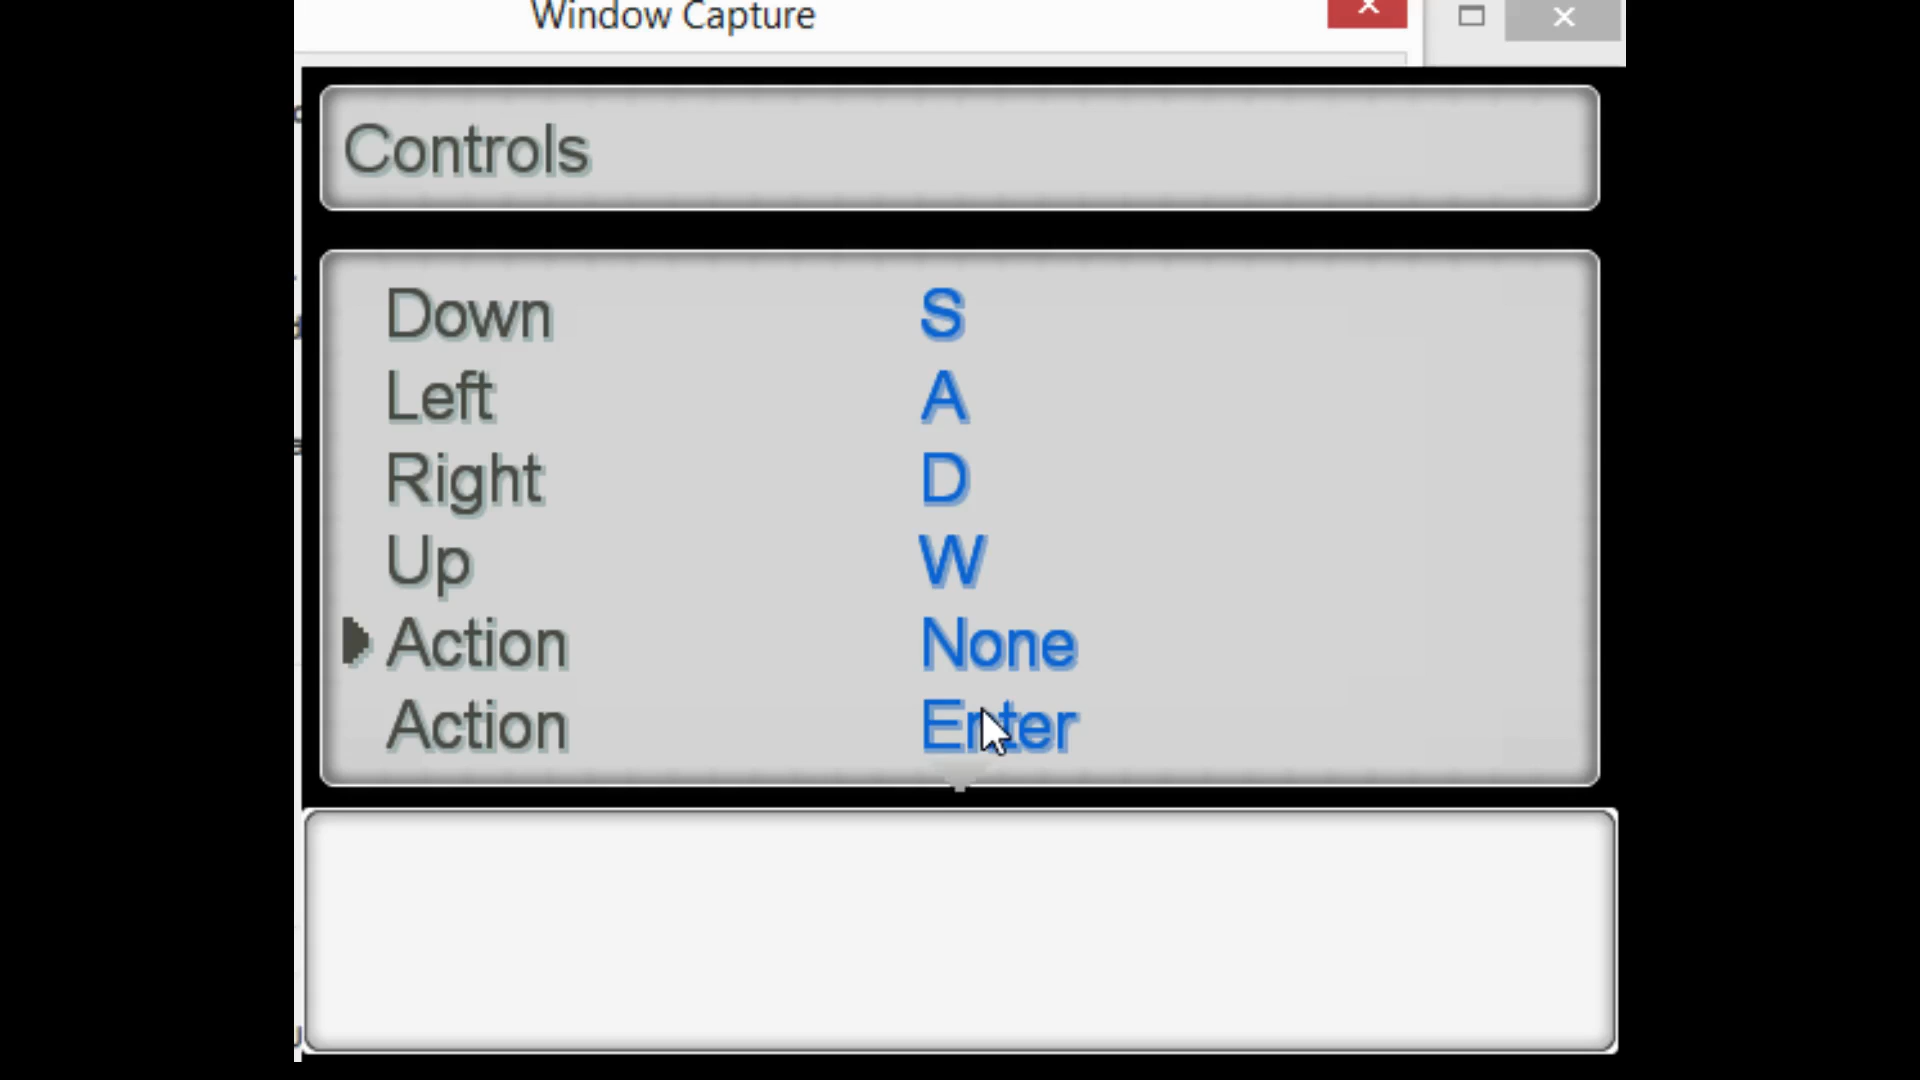 Window Capture
Controls
Down S
Left A
Right D
Up W
Action None
Action Enter